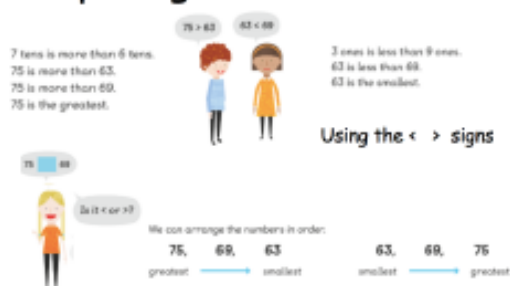 75 > 63
63 < 69
7 tens is more than 6 tens.
75 is more than 63.
75 is more than 69.
75 is the greatest.
3 ones is less than 9 ones.
63 is less than 69.
63 is the smallest.
Using the < > signs
75 69
Is it < or >?
We can arrange the numbers in order:
75, 69, 63
greatest smallest
63, 69, 75
smallest greatest